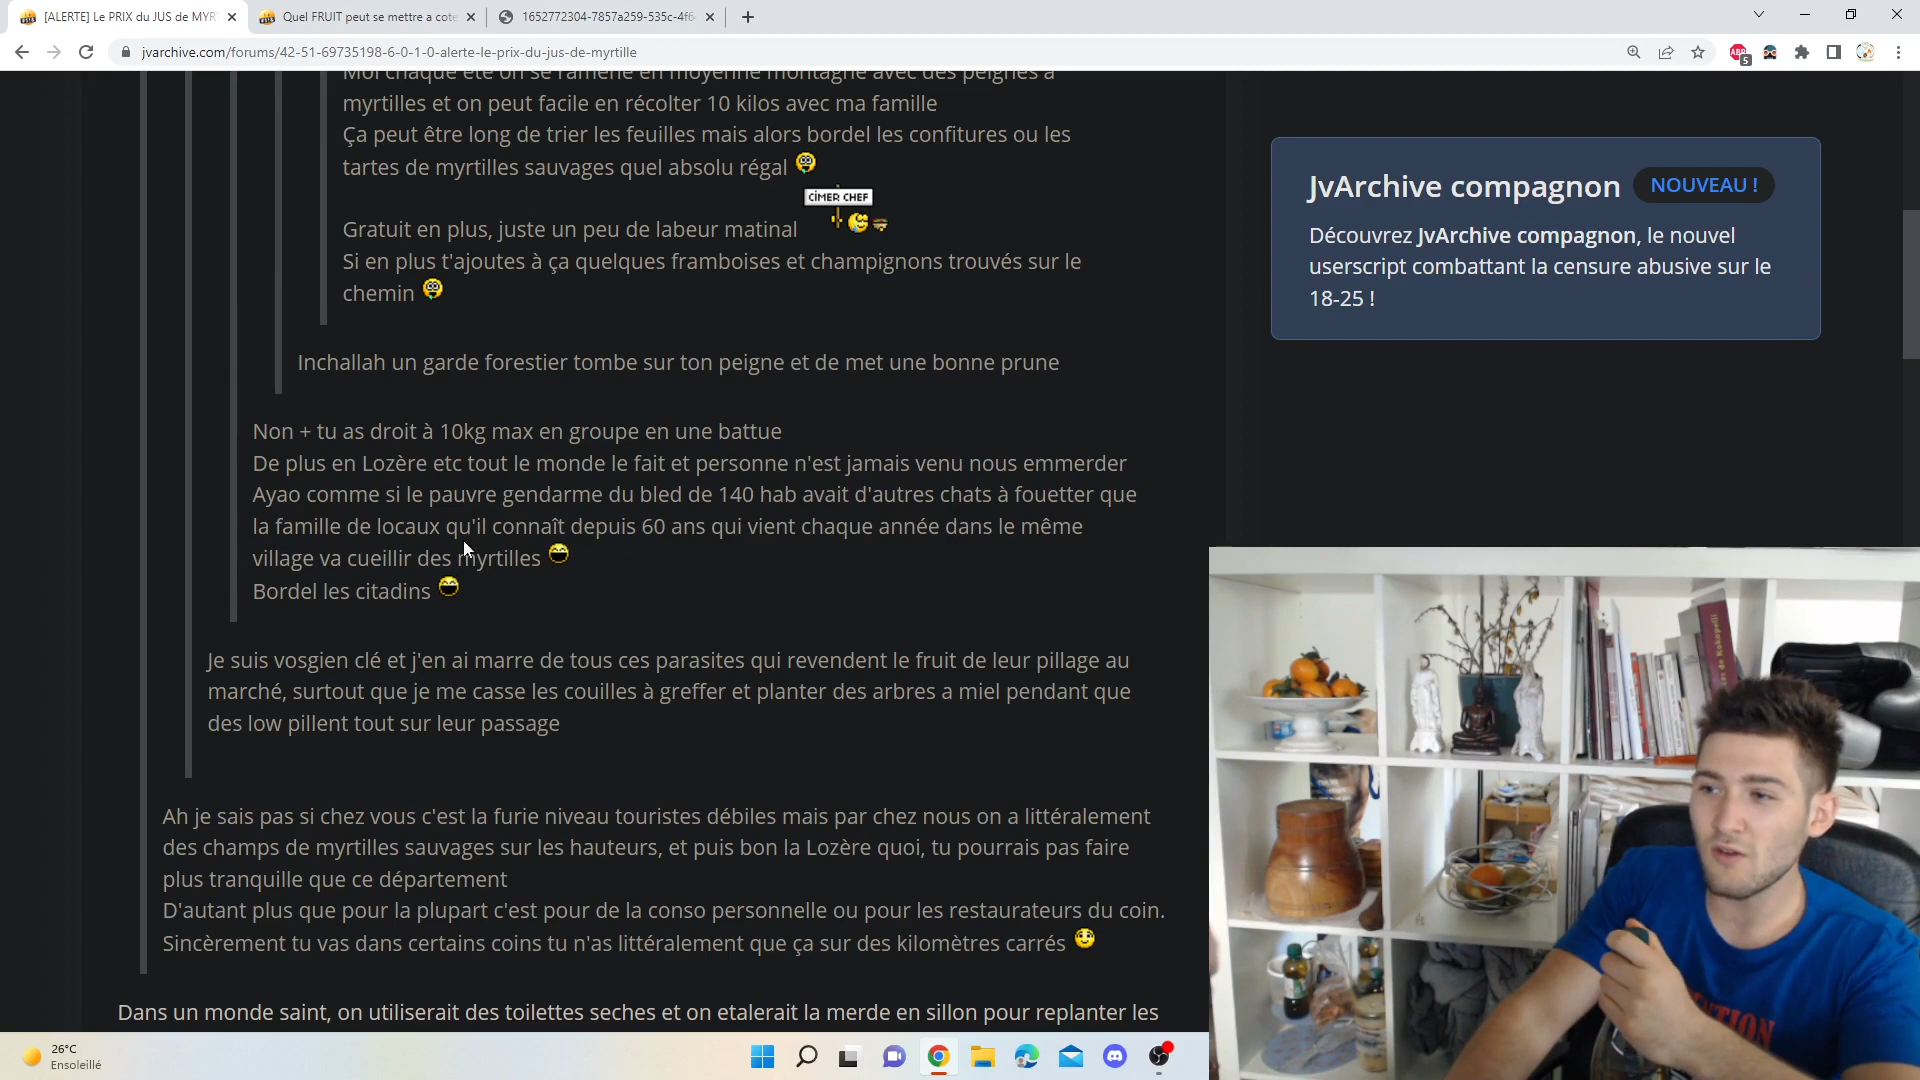 [ALERTE] Le PRIX du JUS de MYR
Quel FRUIT peut se mettre a cote
1652772304-7857a259-535c-4f6
jvarchive.com/forums/42-51-69735198-6-0-1-0-alerte-le-prix-du-jus-de-myrtille
ABP
5
Moi chaque été on se ramène en moyenne montagne avec des peignes à
myrtilles et on peut facile en récolter 10 kilos avec ma famille
Ça peut être long de trier les feuilles mais alors bordel les confitures ou les
tartes de myrtilles sauvages quel absolu régal
CIMER CHEF
Gratuit en plus, juste un peu de labeur matinal
Si en plus t'ajoutes à ça quelques framboises et champignons trouvés sur le
chemin
Inchallah un garde forestier tombe sur ton peigne et de met une bonne prune
Non + tu as droit à 10kg max en groupe en une battue
De plus en Lozère etc tout le monde le fait et personne n'est jamais venu nous emmerder
Ayao comme si le pauvre gendarme du bled de 140 hab avait d'autres chats à fouetter que
la famille de locaux qu'il connaît depuis 60 ans qui vient chaque année dans le même
village va cueillir des myrtilles
Bordel les citadins
Je suis vosgien clé et j'en ai marre de tous ces parasites qui revendent le fruit de leur pillage au
marché, surtout que je me casse les couilles à greffer et planter des arbres a miel pendant que
des low pillent tout sur leur passage
Ah je sais pas si chez vous c'est la furie niveau touristes débiles mais par chez nous on a littéralement
des champs de myrtilles sauvages sur les hauteurs, et puis bon la Lozère quoi, tu pourrais pas faire
plus tranquille que ce département
D'autant plus que pour la plupart c'est pour de la conso personnelle ou pour les restaurateurs du coin.
Sincèrement tu vas dans certains coins tu n'as littéralement que ça sur des kilomètres carrés
Dans un monde saint, on utiliserait des toilettes seches et on etalerait la merde en sillon pour replanter les
JvArchive compagnon
NOUVEAU !
Découvrez JvArchive compagnon, le nouvel
userscript combattant la censure abusive sur le
18-25 !
26°C
Ensoleillé